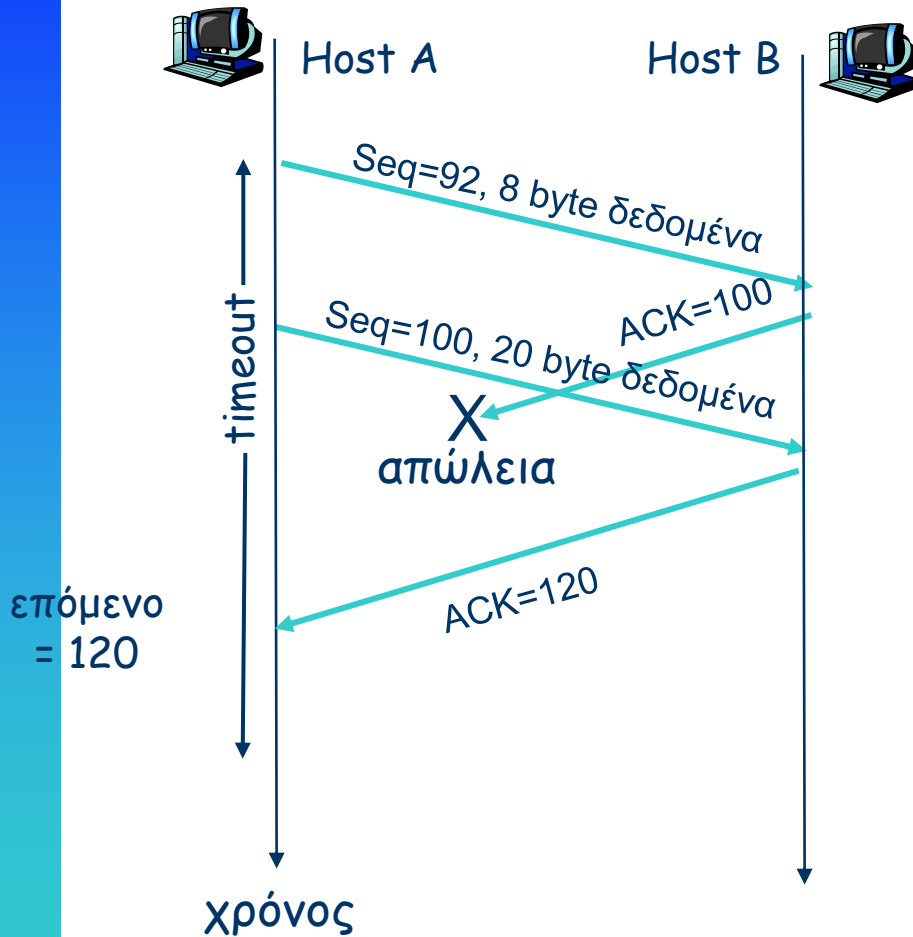 Host A
Host B
Seq=92, 8 byte δεδομένα
ACK=100
timeout
Seq=100, 20 byte δεδομένα
X
απώλεια
ACK=120
επόμενο
= 120
χρόνος